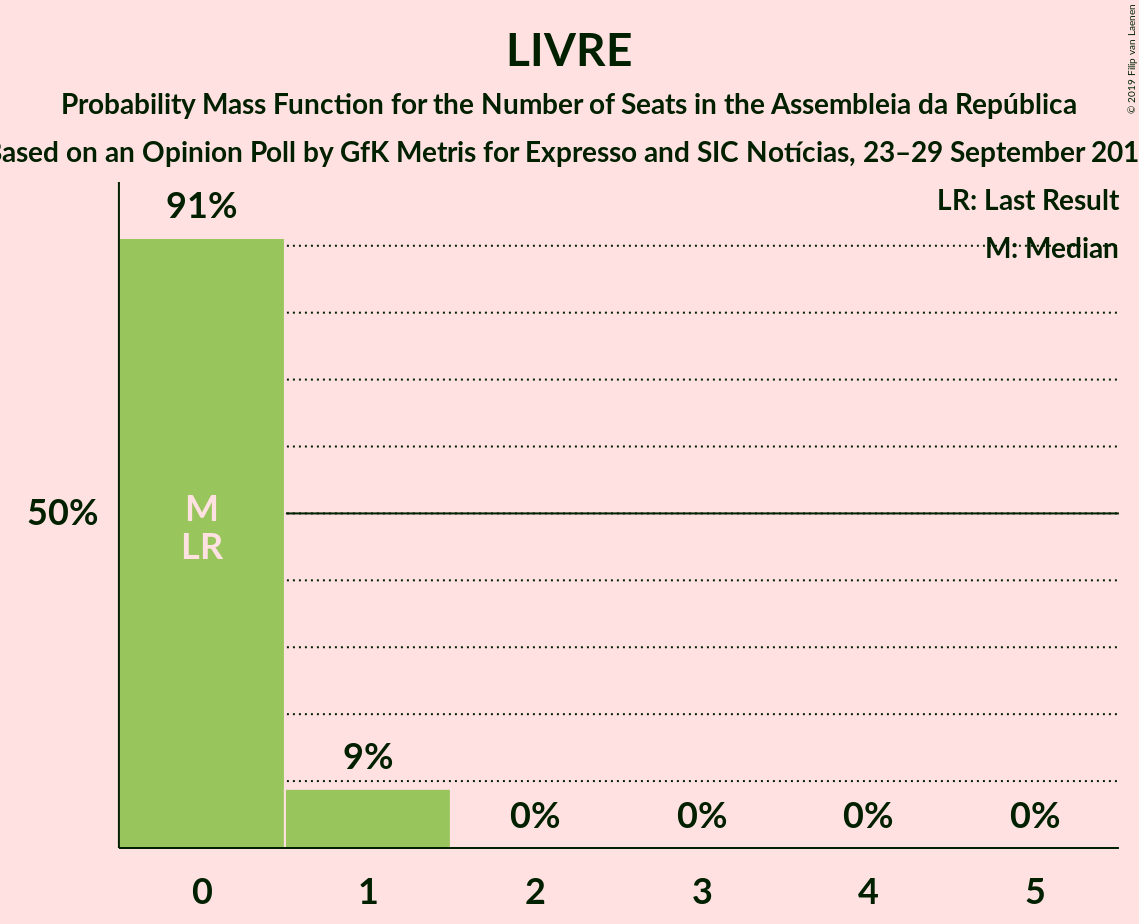 LIVRE
Probability Mass Function for the Number of Seats in the Assembleia da República
ased on an Opinion Poll by GfK Metris for Expresso and SIC Notícias, 23–29 September 201
© 2019 Filip van Laenen
LR: Last Result
M: Median
91%
50%
M
LR
9%
0%
0%
0%
0%
0
1
2
3
4
5